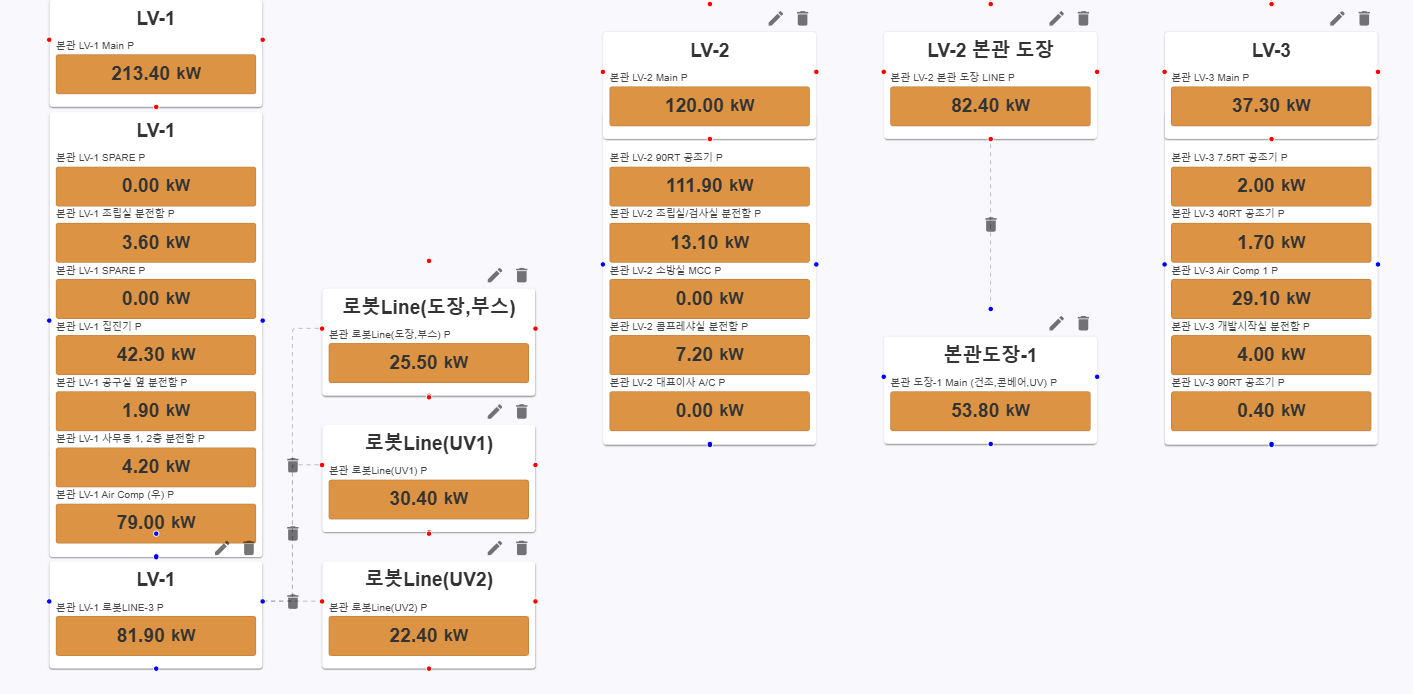 LV-1
본관 LV-1 Main P
213.40 kW
LV-1
본관 LV-1 SPARE P
0.00 kW
본관 LV-1 조립실 분전함 P
3.60 kW
본관 LV-1 SPARE P
0.00 kW
본관 LV-1 집진기 P
42.30 kW
본관 LV-1 공구실 옆 분전함 P
1.90 kW
본관 LV-1 사무동 1, 2층 분전함 P
4.20 kW
본관 LV-1 Air Comp (우) P
79.00 kW
LV-1
본관 LV-1 로봇LINE-3 P
81.90 kW
로봇Line(도장,부스)
본관 로봇Line(도장,부스) P
25.50 kW
로봇Line(UV1)
본관 로봇Line(UV1) P
30.40 kW
로봇Line(UV2)
본관 로봇Line(UV2) P
22.40 kW
LV-2
본관 LV-2 Main P
120.00 kW
본관 LV-2 90RT 공조기 P
111.90 kW
본관 LV-2 조립실/검사실 분전함 P
13.10 kW
본관 LV-2 소방실 MCC P
0.00 kW
본관 LV-2 콤프레샤실 분전함 P
7.20 kW
본관 LV-2 대표이사 A/C P
0.00 kW
LV-2 본관 도장
본관 LV-2 본관 도장 LINE P
82.40 kW
본관도장-1
본관 도장-1 Main (건조,콘베어,UV) P
53.80 kW
LV-3
본관 LV-3 Main P
37.30 kW
본관 LV-3 7.5RT 공조기 P
2.00 kW
본관 LV-3 40RT 공조기 P
1.70 kW
본관 LV-3 Air Comp 1 P
29.10 kW
본관 LV-3 개발시작실 분전함 P
4.00 kW
본관 LV-3 90RT 공조기 P
0.40 kW